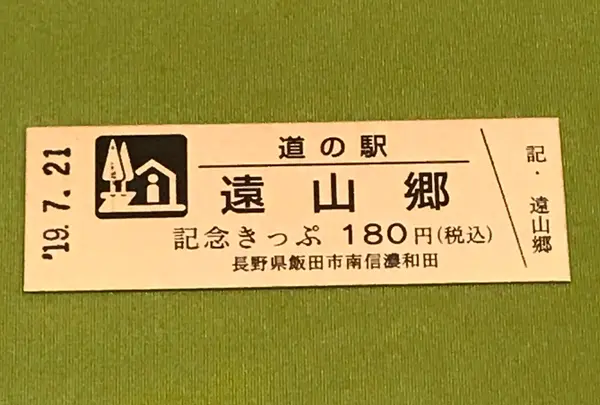 '19.7.21
道の駅
遠山郷
記念きっぷ 180円(税込)
長野県飯田市南信濃和田
記・遠山郷